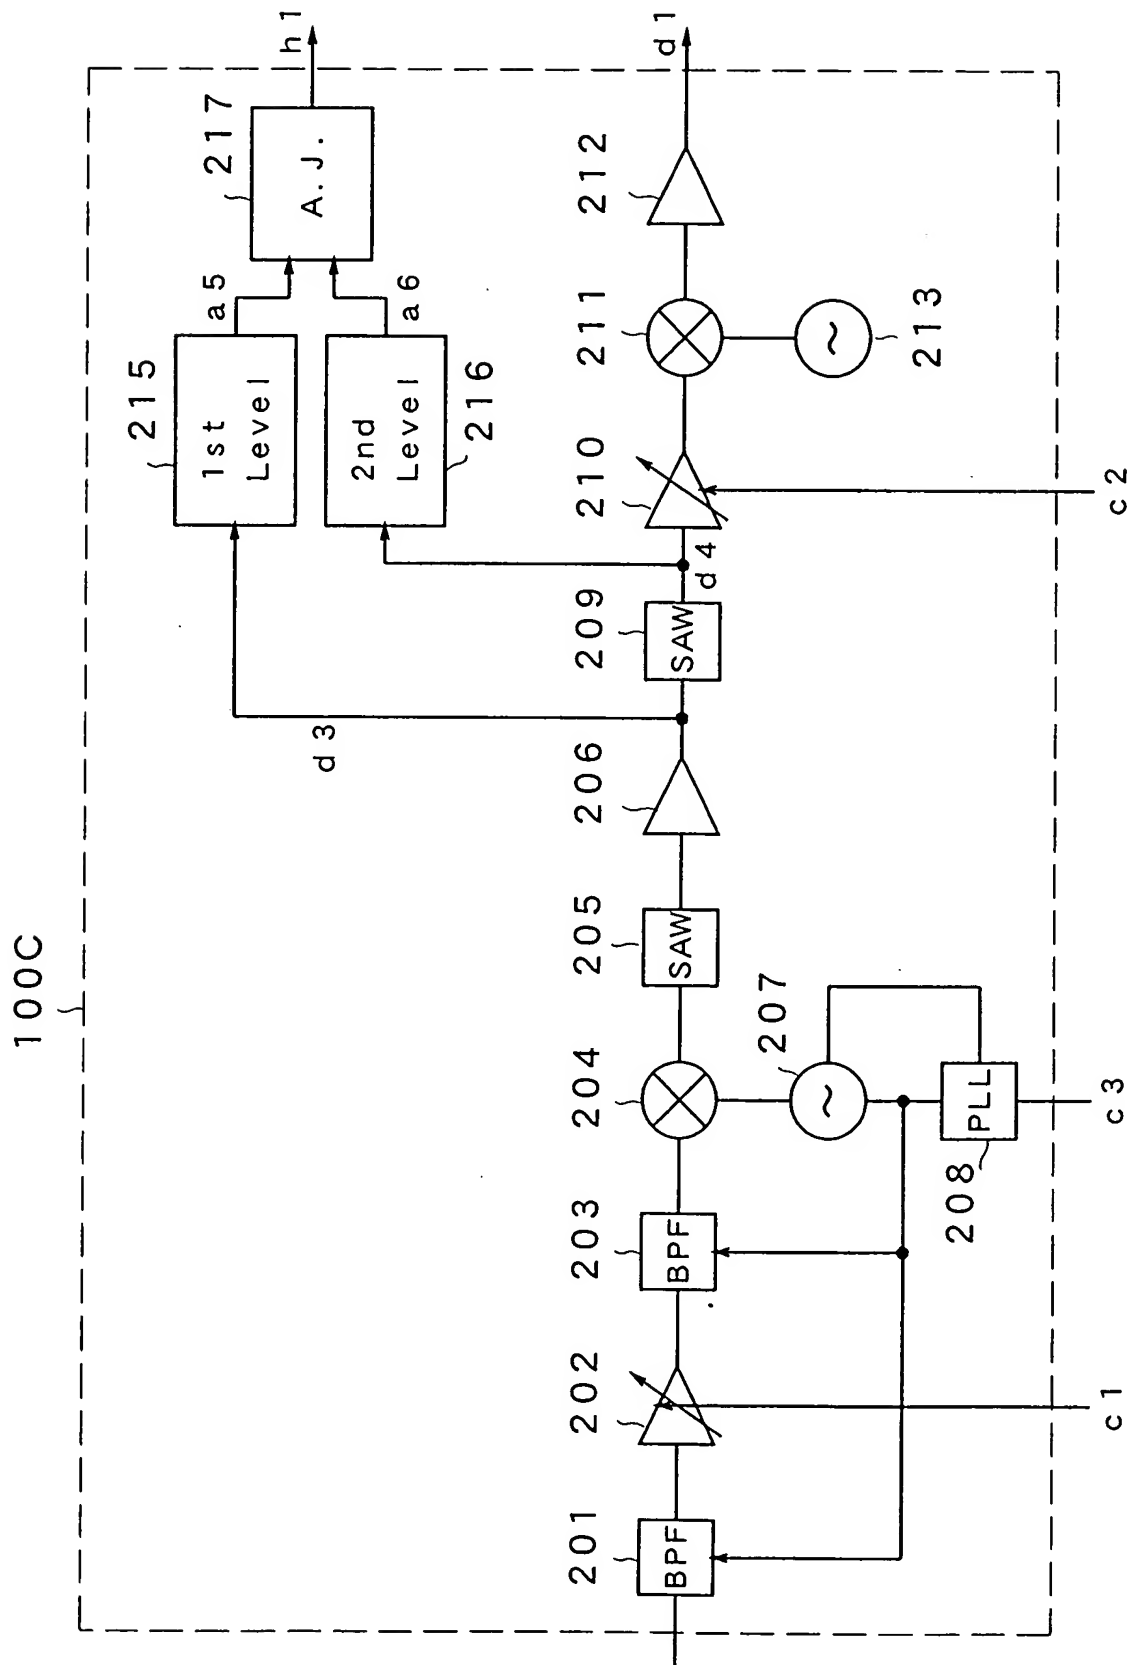 100C
h1
217
A.J.
a5
a6
215
1st
Level
2nd
Level
216
d3
d1
201
BPF
202
203
BPF
204
205
SAW
206
209
SAW
d4
210
211
212
213
207
208
PLL
c1
c3
c2